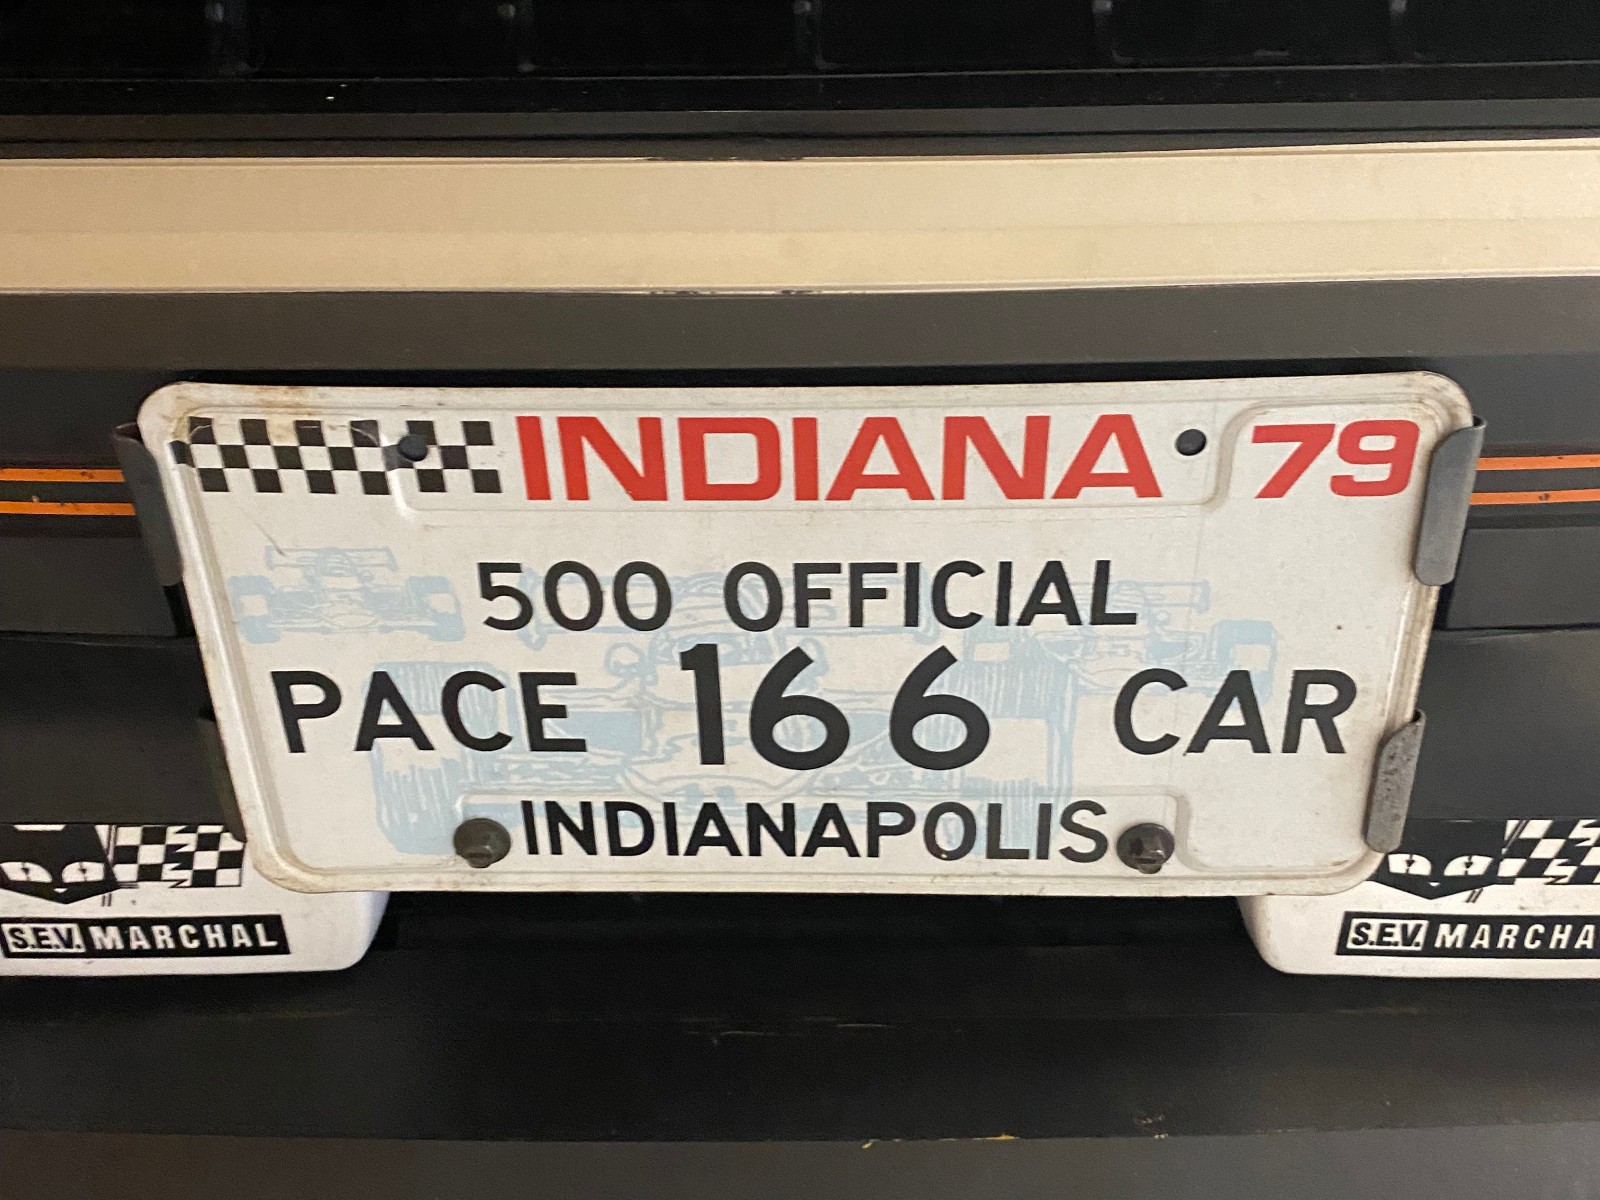 INDIANA 79
500 OFFICIAL
PACE 166 CAR
INDIANAPOLIS
S.E.V. MARCHAL
S.E.V. MARCHA